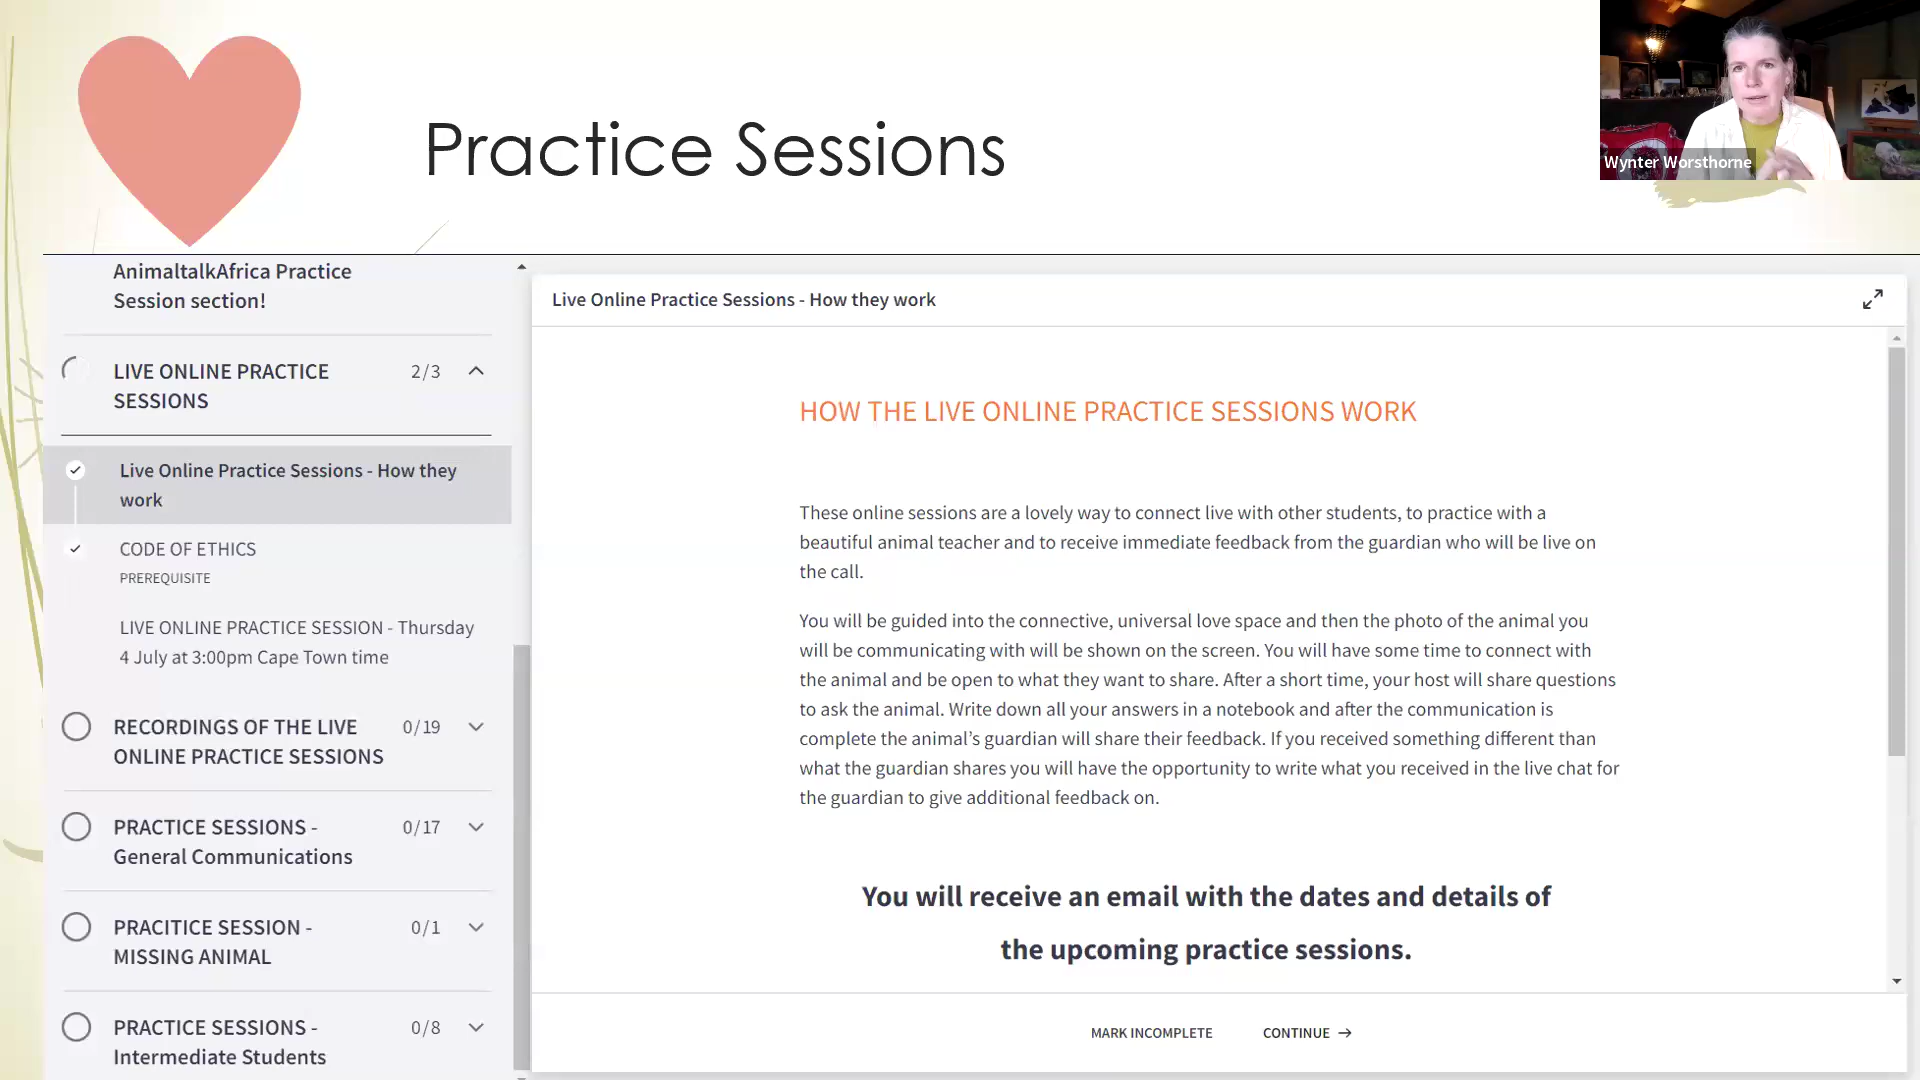 Practice Sessions
Wynter Worsthorne
AnimaltalkAfrica Practice
Session section!
LIVE ONLINE PRACTICE
SESSIONS
2/3
Live Online Practice Sessions - How they
work
CODE OF ETHICS
PREREQUISITE
LIVE ONLINE PRACTICE SESSION - Thursday
4 July at 3:00pm Cape Town time
RECORDINGS OF THE LIVE
ONLINE PRACTICE SESSIONS
0/19
PRACTICE SESSIONS -
General Communications
0/17
PRACITICE SESSION -
MISSING ANIMAL
0/1
PRACTICE SESSIONS -
Intermediate Students
0/8
Live Online Practice Sessions - How they work
HOW THE LIVE ONLINE PRACTICE SESSIONS WORK
These online sessions are a lovely way to connect live with other students, to practice with a
beautiful animal teacher and to receive immediate feedback from the guardian who will be live on
the call.
You will be guided into the connective, universal love space and then the photo of the animal you
will be communicating with will be shown on the screen. You will have some time to connect with
the animal and be open to what they want to share. After a short time, your host will share questions
to ask the animal. Write down all your answers in a notebook and after the communication is
complete the animal's guardian will share their feedback. If you received something different than
what the guardian shares you will have the opportunity to write what you received in the live chat for
the guardian to give additional feedback on.
You will receive an email with the dates and details of
the upcoming practice sessions.
MARK INCOMPLETE
CONTINUE →